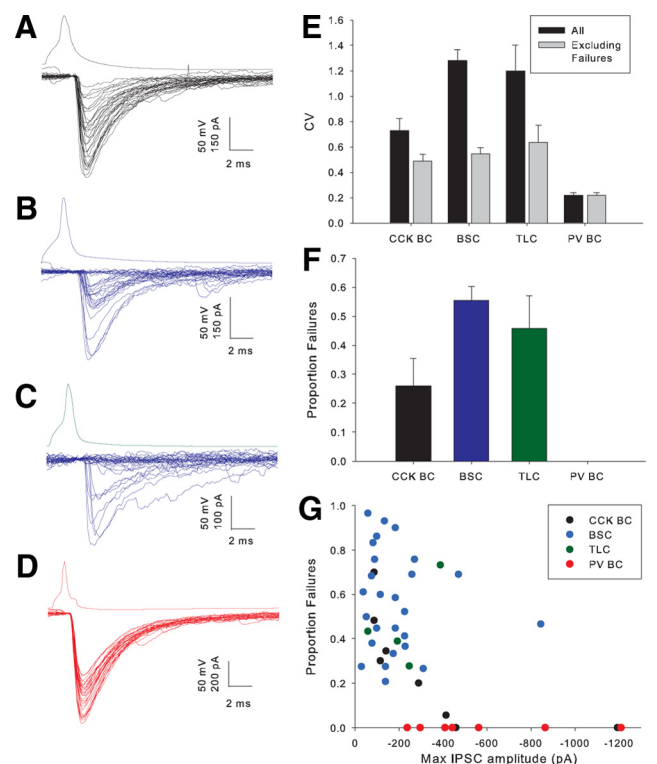 A
50 mV
150 pA
2 ms
B
50 mV
150 pA
2 ms
C
50 mV
100 pA
2 ms
D
50 mV
200 pA
2 ms
E
1.6
1.4
1.2
1.0
0.8
0.6
0.4
0.2
0.0
CV
All
Excluding
Failures
CCK BC BSC TLC PV BC
F
0.7
0.6
0.5
0.4
0.3
0.2
0.1
0.0
Proportion Failures
CCK BC BSC TLC PV BC
G
1.0
0.8
0.6
0.4
0.2
0.0
Proportion Failures
CCK BC
BSC
TLC
PV BC
0 -200 -400 -600 -800 -1000 -1200
Max IPSC amplitude (pA)